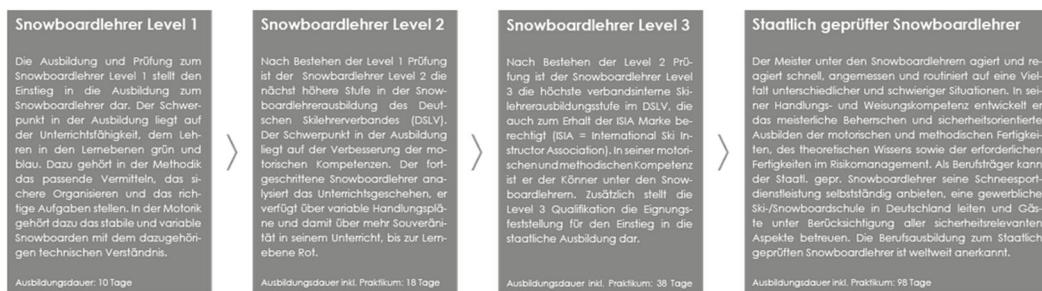 Snowboardlehrer Level 1
Die Ausbildung und Prüfung zum
Snowboardlehrer Level 1 stellt den
Einstieg in die Ausbildung zum
Snowboardlehrer dar. Der Schwer-
punkt in der Ausbildung liegt auf
der Unterrichtsfähigkeit, dem Leh-
ren in den Lernebenen grün und
blau. Dazu gehört in der Methodik
das passende Vermitteln, das si-
chere Organisieren und das rich-
tige Aufgaben stellen. In der Motorik
gehört dazu das stabile und variable
Snowboarden mit dem dazugehöri-
gen technischen Verständnis.
Ausbildungsdauer: 10 Tage
Snowboardlehrer Level 2
Nach Bestehen der Level 1 Prüfung
ist der Snowbardlehrer Level 2 die
nächst höhere Stufe in der Snow-
boardlehrerausbildung des Deut-
schen Skilehrerverbandes (DSLV).
Der Schwerpunkt in der Ausbildung
liegt auf der Verbesserung der mo-
torischen Kompetenzen. Der fort-
geschrittene Snowboardlehrer ana-
lysiert das Unterrichtsgeschehen, er
verfügt über variable Handlungsplä-
ne und damit über mehr Souveräni-
tät in seinem Unterricht, bis zur Lern-
ebene Rot.
Ausbildungsdauer inkl. Praktikum: 18 Tage
Snowboardlehrer Level 3
Nach Bestehen der Level 2 Prü-
fung ist der Snowboardlehrer Level
3 die höchste verbandsinterne Ski-
lehrerausbildungsstufe im DSLV, die
auch zum Erhalt der ISIA Marke be-
rechtigt (ISIA = International Ski In-
structor Association). In seiner motori-
schen und methodischen Kompetenz
ist er der Könner unter den Snow-
boardlehrern. Zusätzlich stellt die
Level 3 Qualifikation die Eignungs-
feststellung für den Einstieg in die
staatliche Ausbildung dar.
Ausbildungsdauer inkl. Praktikum: 38 Tage
Staatlich geprüfter Snowboardlehrer
Der Meister unter den Snowboardlehrern agiert und re-
agiert schnell, angemessen und routiniert auf eine Viel-
falt unterschiedlicher und schwieriger Situationen. In sei-
ner Handlungs- und Weisungskompetenz entwickelt er
das meisterliche Beherrschen und sicherheitsorientierte
Ausbilden der motorischen und methodischen Fertigkei-
ten, des theoretischen Wissens sowie der erforderlichen
Fertigkeiten im Risikomanagement. Als Berufsträger kann
der Staatl. gepr. Snowboardlehrer seine Schneesport-
dienstleistung selbstständig anbieten, eine gewerbliche
Ski-/Snowboardschule in Deutschland leiten und Gäs-
te unter Berücksichtigung aller sicherheitsrelevanten
Aspekte betreuen. Die Berufsausbildung zum Staatlich
geprüften Snowboardlehrer ist weltweit anerkannt.
Ausbildungsdauer inkl. Praktikum: 98 Tage